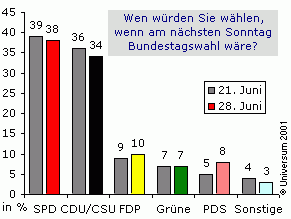 Wen würden Sie wählen,
wenn am nächsten Sonntag
Bundestagswahl wäre?
45
40
35
30
25
20
15
10
5
0
in %
39
38
36
34
9
10
7
7
5
8
4
3
21. Juni
28. Juni
SPD CDU/CSU FDP Grüne PDS Sonstige
© Universum 2001